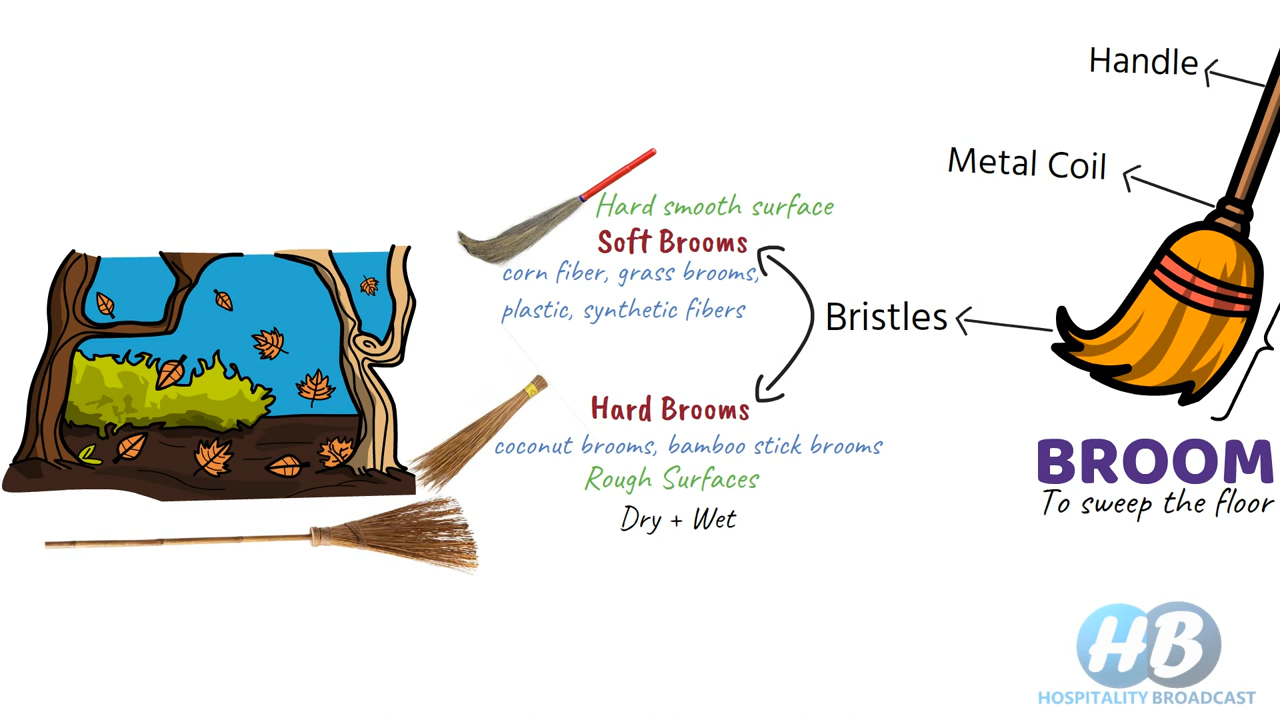 Handle
Metal Coil
Hard smooth surface
Soft Brooms
corn fiber, grass brooms,
plastic, synthetic fibers
Bristles
Hard Brooms
coconut brooms, bamboo stick brooms
Rough Surfaces
Dry + Wet
BROOM
To sweep the floor
HB
HOSPITALITY BROADCAST